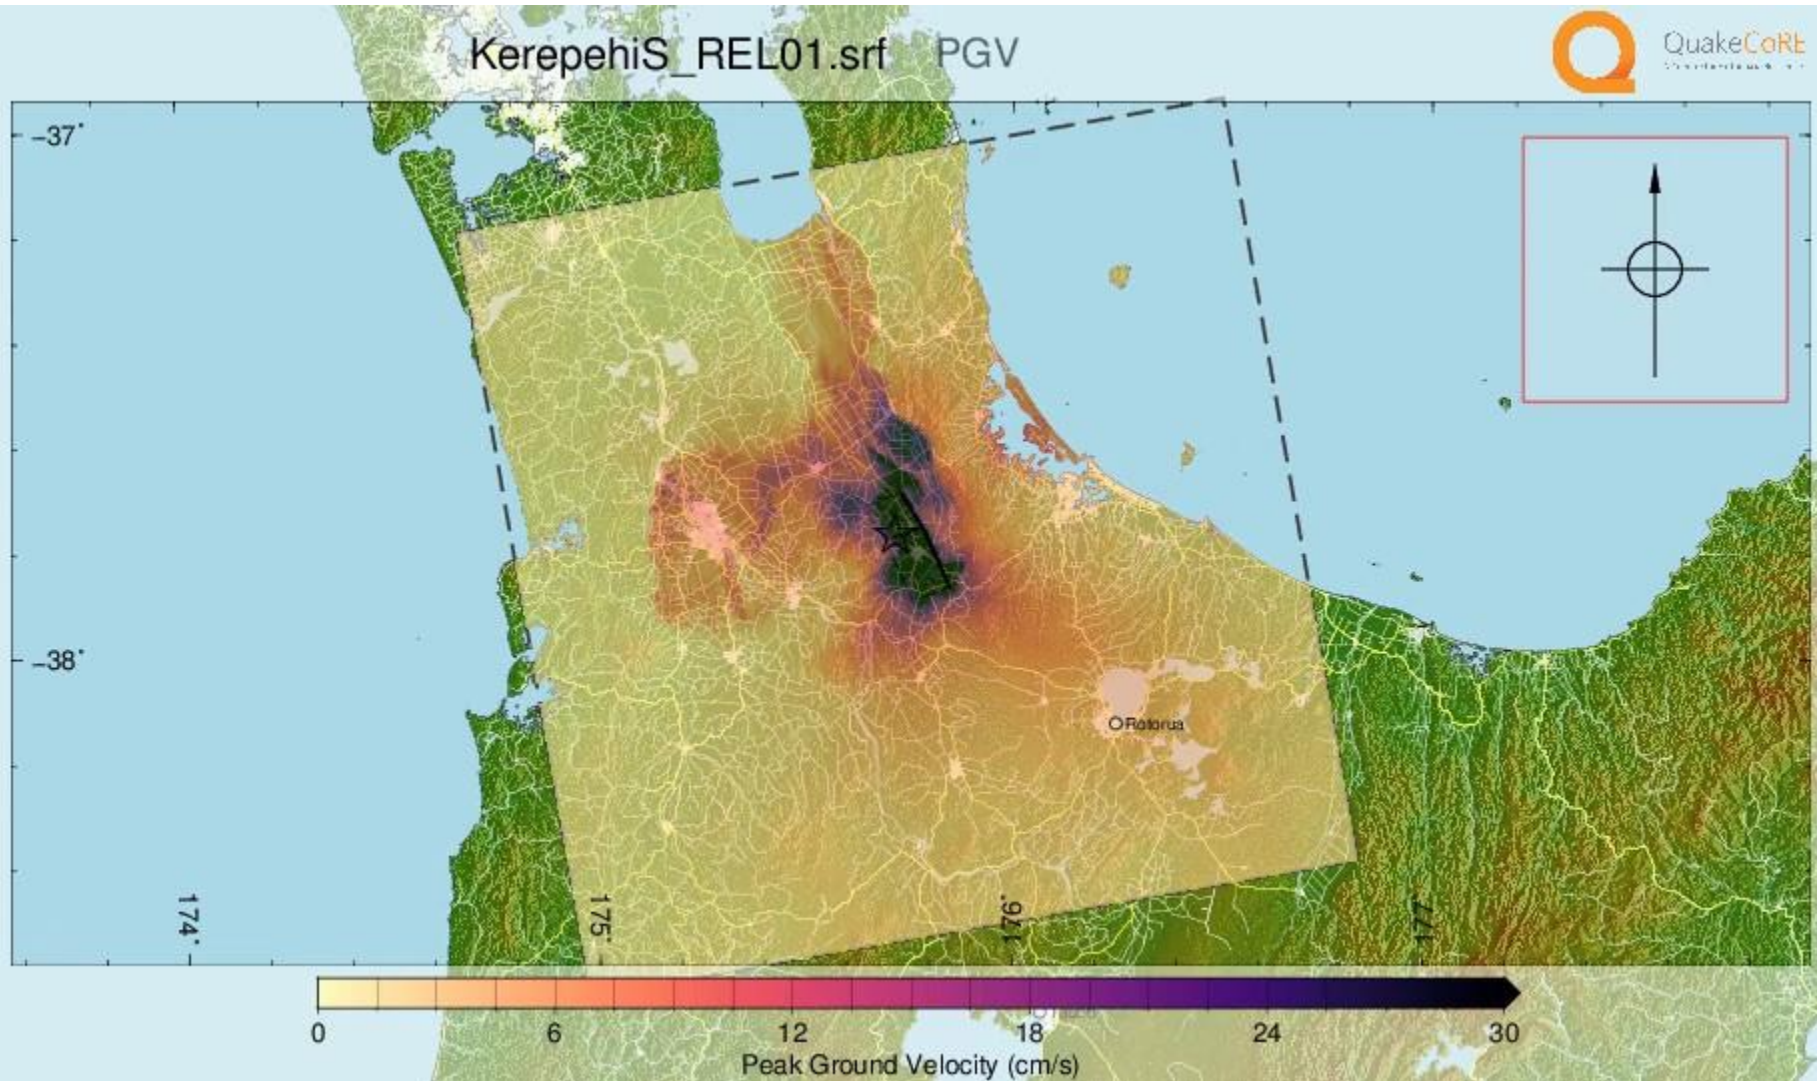 KerepehiS_REL01.srf PGV
QuakeCoRE
−37°
−38°
Rotorua
174°
175°
176°
177°
0 6 12 18 24 30
Peak Ground Velocity (cm/s)